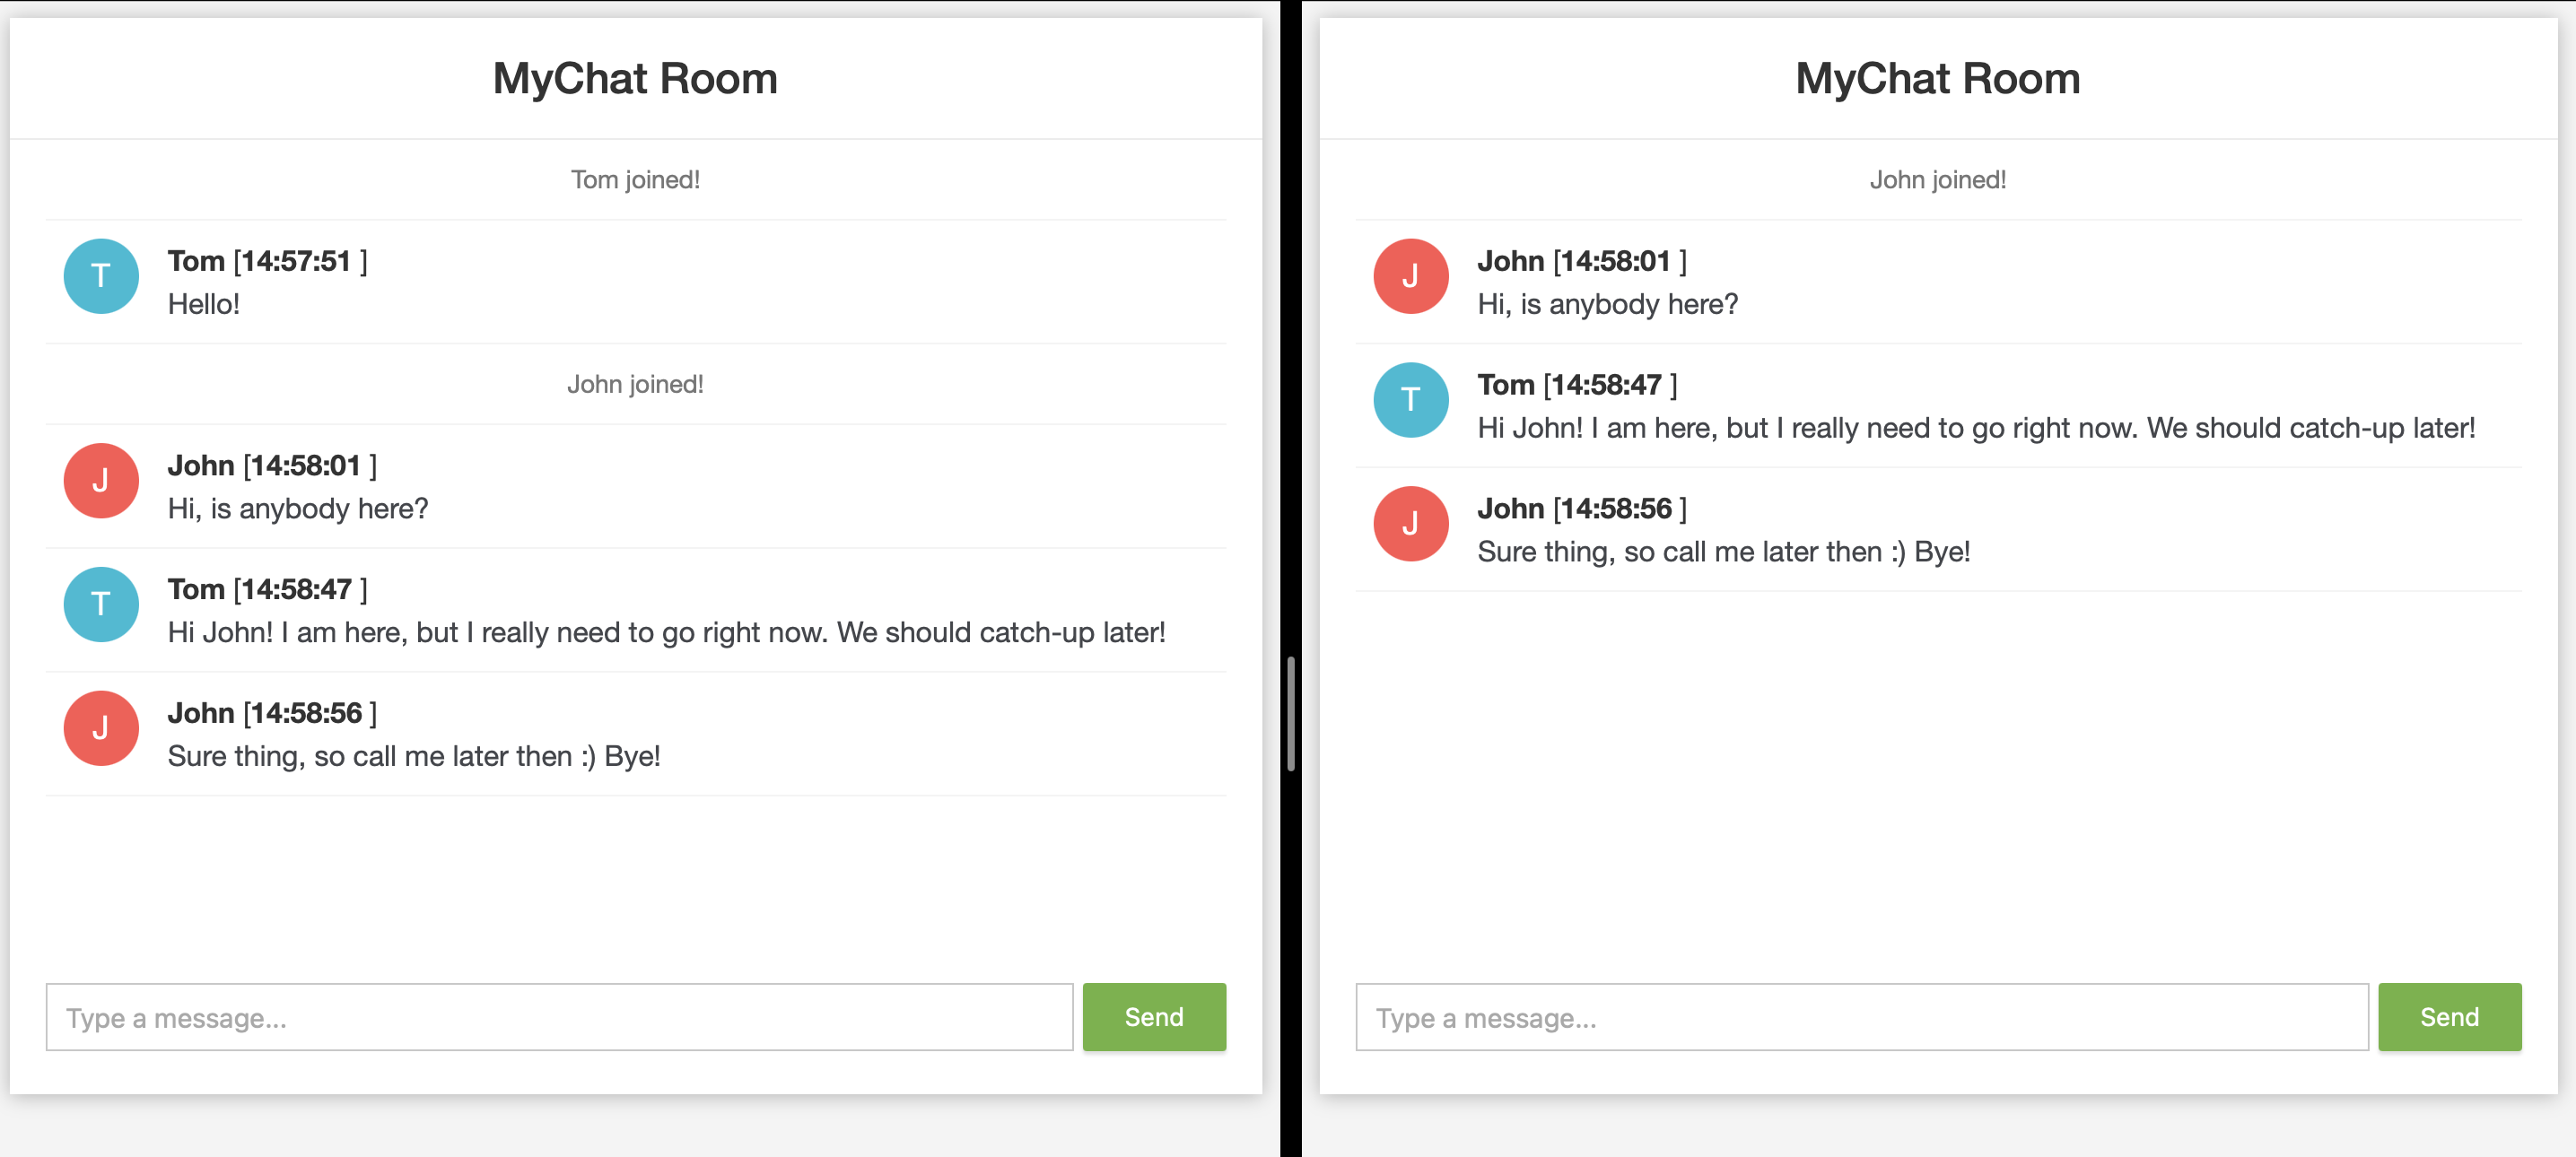 MyChat Room
Tom joined!
T
Tom [14:57:51 ]
Hello!
John joined!
J
John [14:58:01 ]
Hi, is anybody here?
T
Tom [14:58:47 ]
Hi John! I am here, but I really need to go right now. We should catch-up later!
J
John [14:58:56 ]
Sure thing, so call me later then :) Bye!
Type a message...
Send
MyChat Room
John joined!
J
John [14:58:01 ]
Hi, is anybody here?
T
Tom [14:58:47 ]
Hi John! I am here, but I really need to go right now. We should catch-up later!
J
John [14:58:56 ]
Sure thing, so call me later then :) Bye!
Type a message...
Send